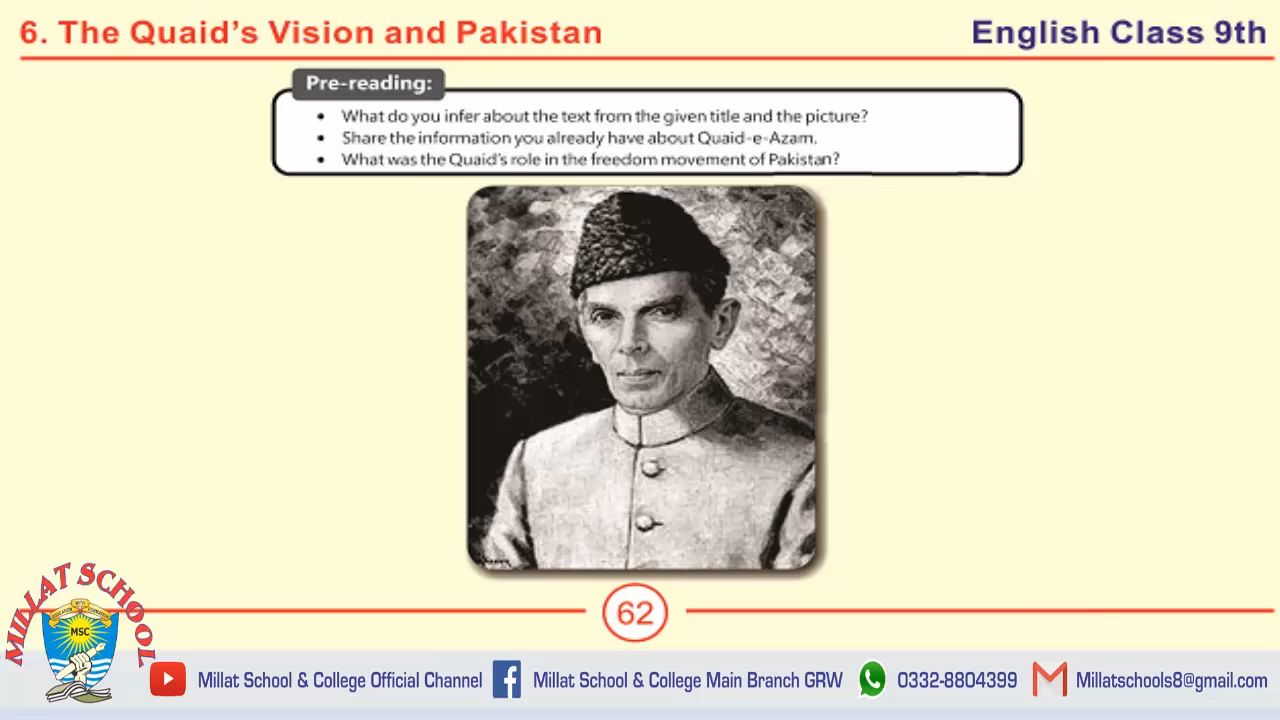 6. The Quaid's Vision and Pakistan
English Class 9th
Pre-reading:
• What do you infer about the text from the given title and the picture?
• Share the information you already have about Quaid-e-Azam.
• What was the Quaid's role in the freedom movement of Pakistan?
62
MILLAT SCHOOL
MSC
Millat School & College Official Channel
Millat School & College Main Branch GRW
0332-8804399
Millatschools8@gmail.com